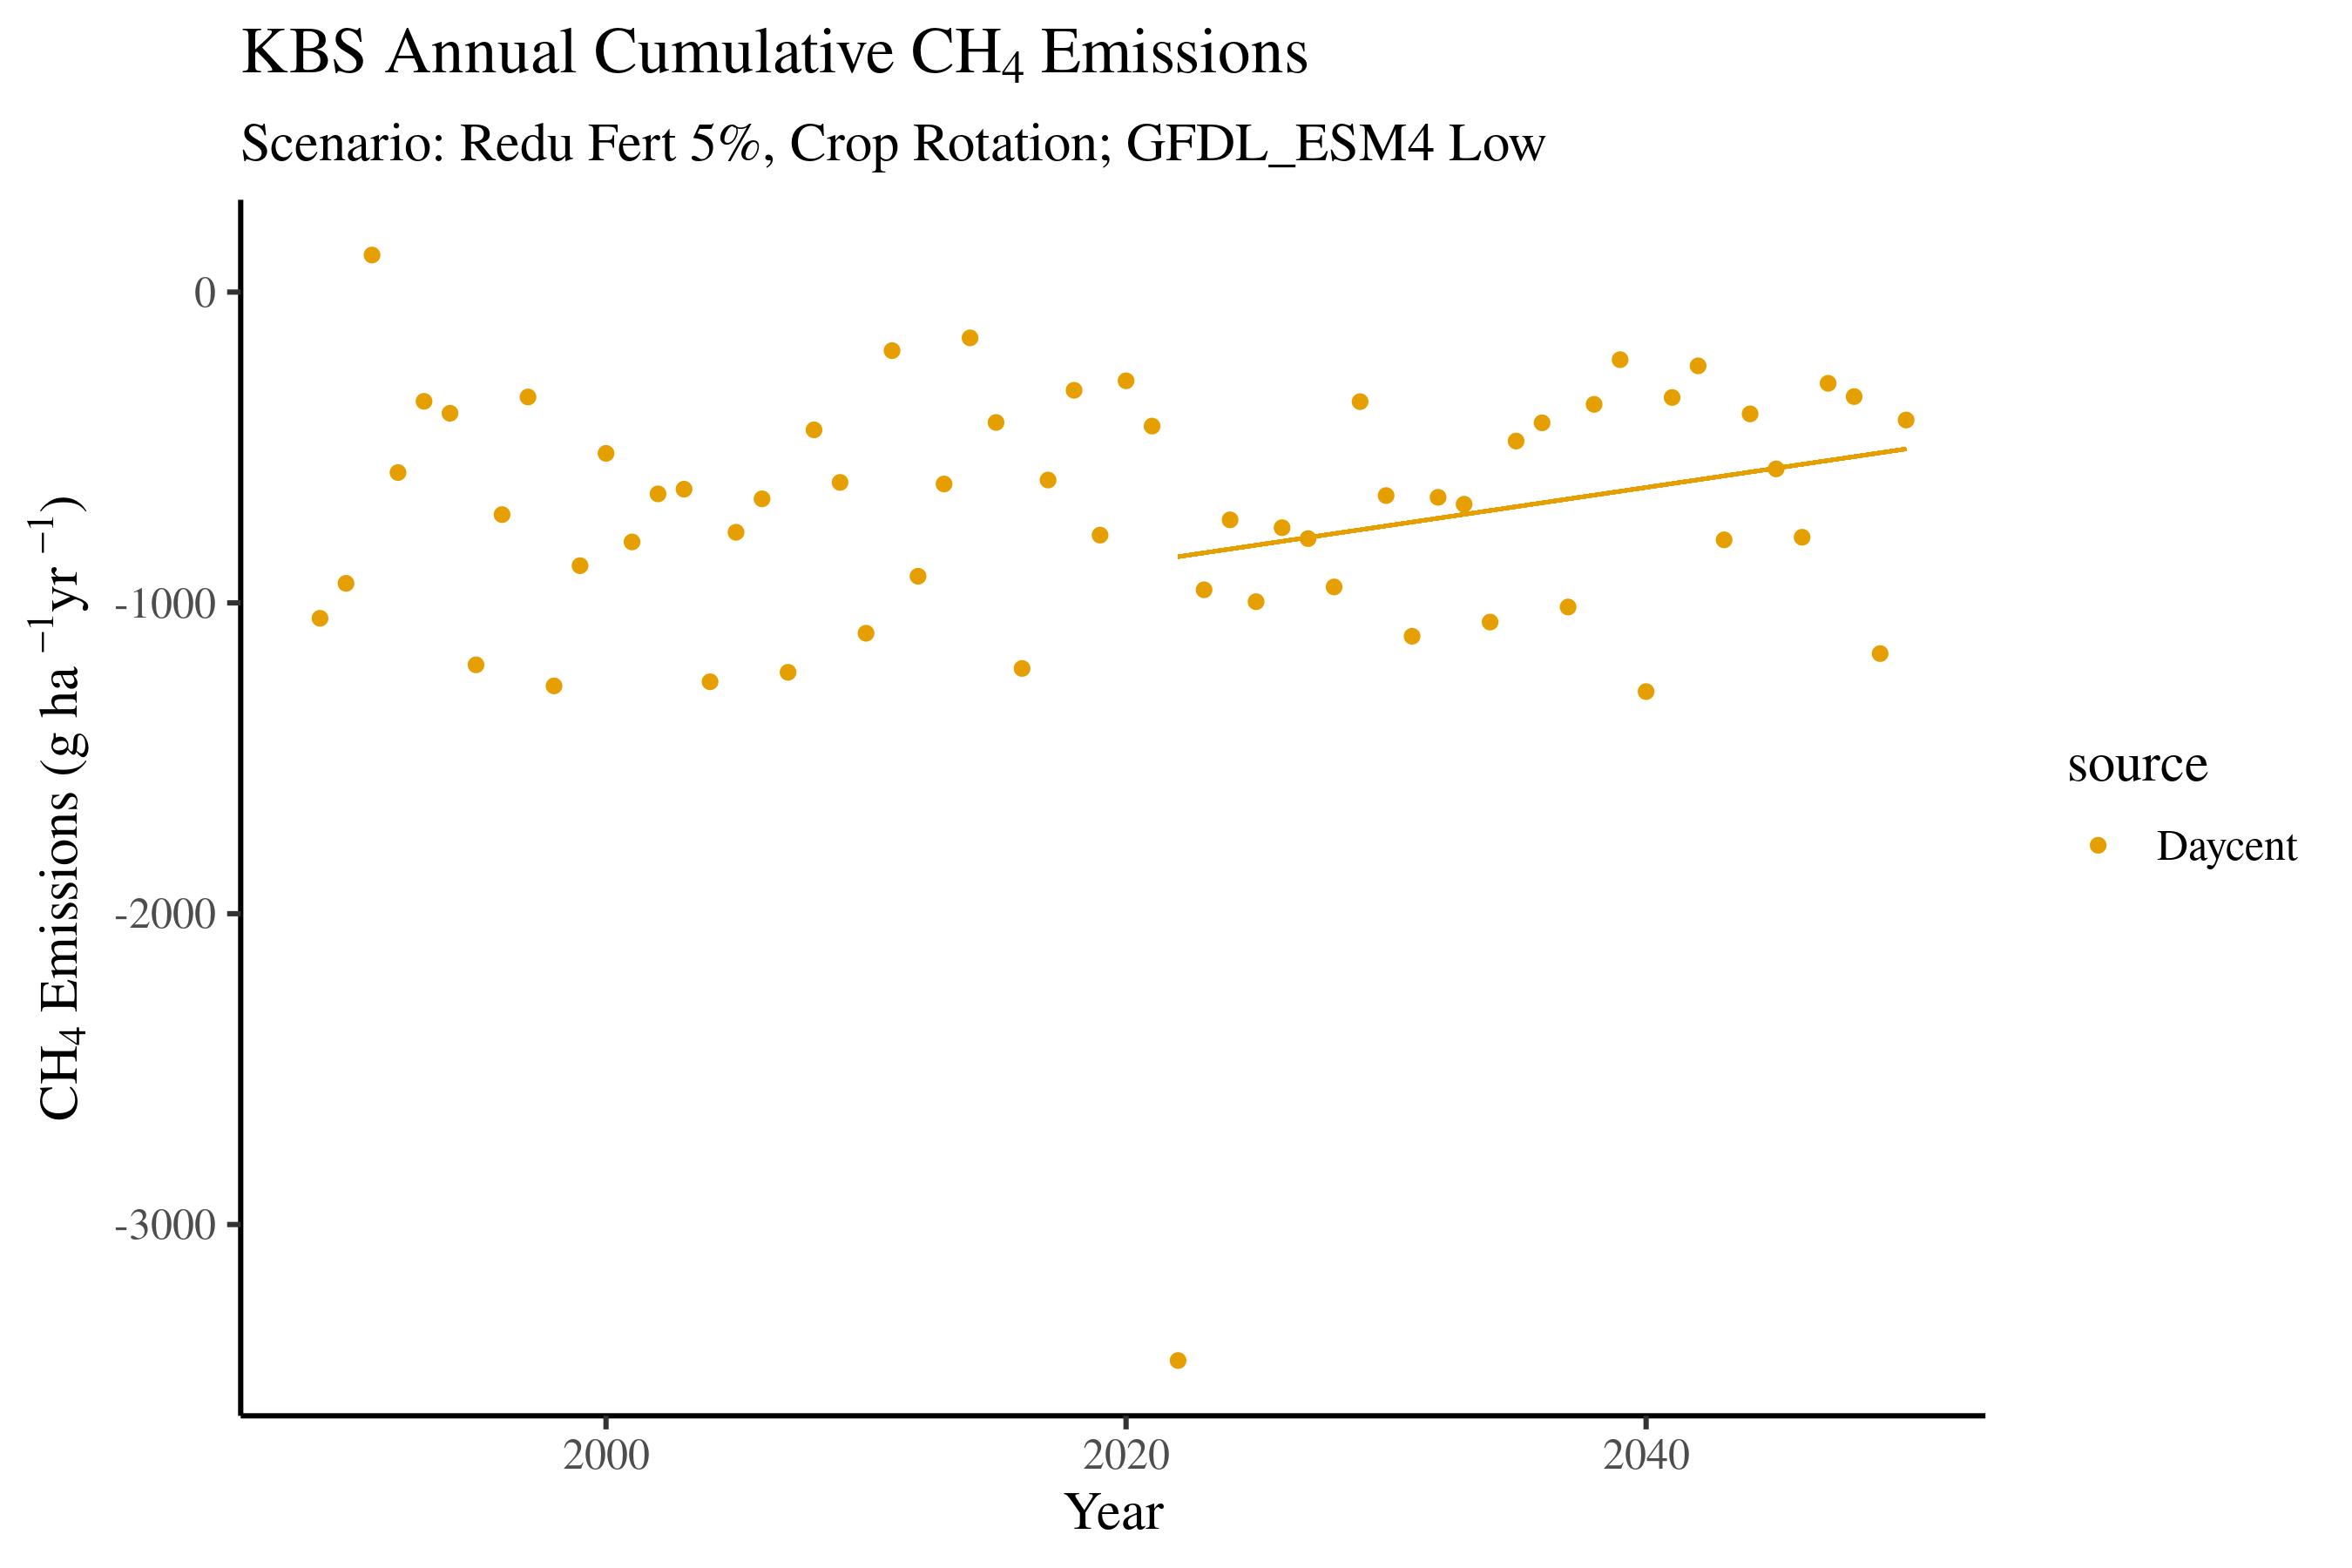 KBS Annual Cumulative CH₄ Emissions
Scenario: Redu Fert 5%, Crop Rotation; GFDL_ESM4 Low
CH₄ Emissions (g ha ⁻¹yr ⁻¹)
0
-1000
-2000
-3000
2000 2020 2040
Year
source
Daycent